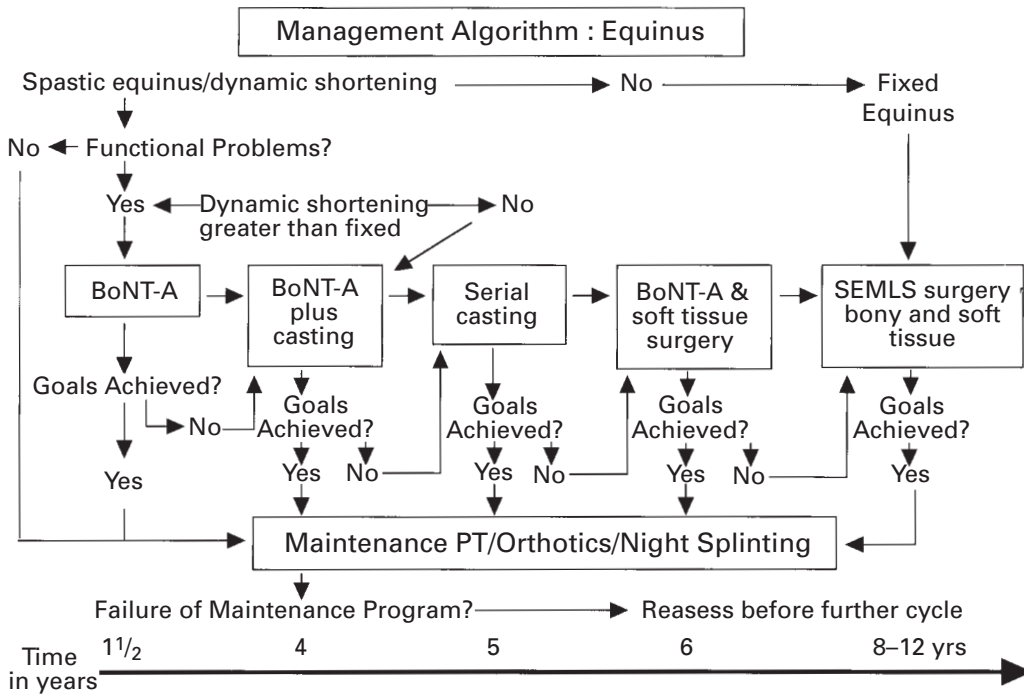 Management Algorithm : Equinus
Spastic equinus/dynamic shortening
No
Fixed
Equinus
No
Functional Problems?
Yes
Dynamic shortening
greater than fixed
No
BoNT-A
BoNT-A
plus
casting
Serial
casting
BoNT-A &
soft tissue
surgery
SEMLS surgery
bony and soft
tissue
Goals Achieved?
No
Yes
Goals
Achieved?
Yes
No
Goals
Achieved?
Yes
No
Goals
Achieved?
Yes
No
Goals
Achieved?
Yes
Maintenance PT/Orthotics/Night Splinting
Failure of Maintenance Program?
Reasess before further cycle
Time
in years
1 1/2
4
5
6
8–12 yrs